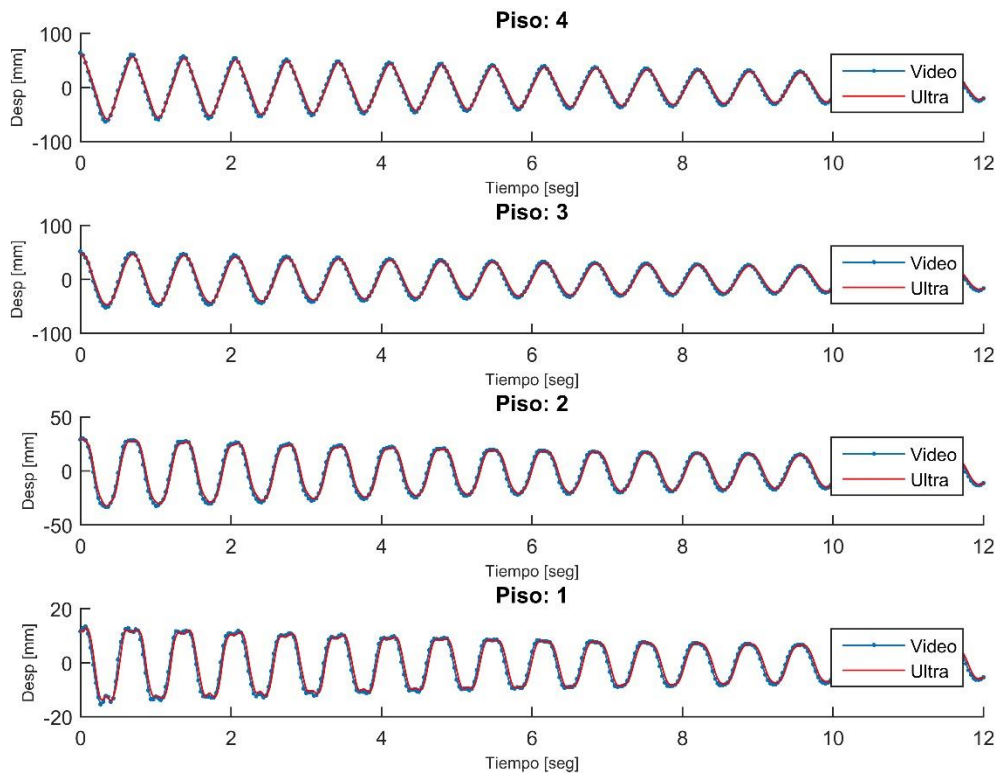 Piso: 4
100
0
-100
Desp [mm]
Video
Ultra
0 2 4 6 8 10 12
Tiempo [seg]
Piso: 3
100
0
-100
Desp [mm]
Video
Ultra
0 2 4 6 8 10 12
Tiempo [seg]
Piso: 2
50
0
-50
Desp [mm]
Video
Ultra
0 2 4 6 8 10 12
Tiempo [seg]
Piso: 1
20
0
-20
Desp [mm]
Video
Ultra
0 2 4 6 8 10 12
Tiempo [seg]